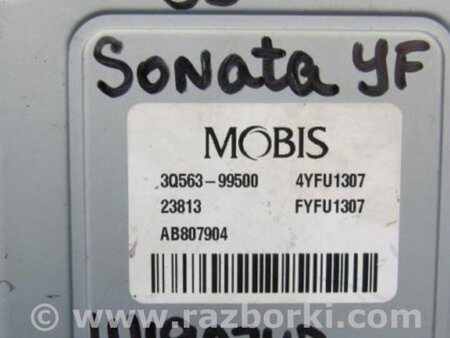 Sonata YF
MOBIS
3Q563-99500 4YFU1307
23813 FYFU1307
AB807904
© www.razborki.com